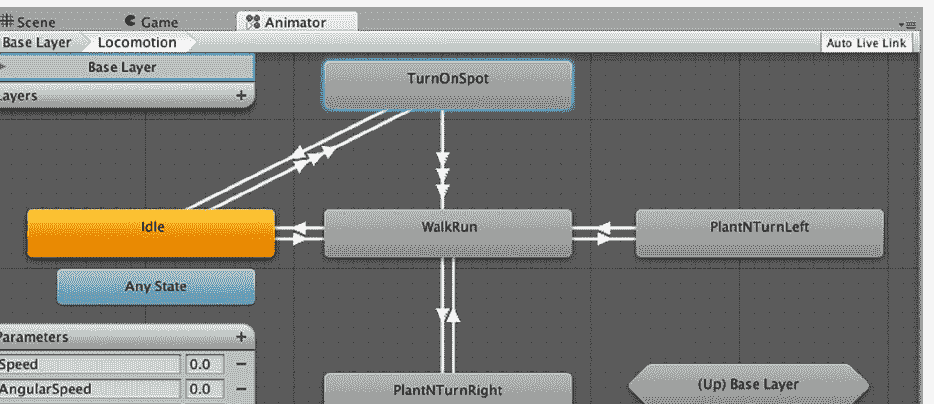 Scene Game Animator
Base Layer Locomotion Auto Live Link
Base Layer
ayers +
TurnOnSpot
Idle WalkRun PlantNTurnLeft
Any State
Parameters +
Speed 0.0 −
AngularSpeed 0.0 −
PlantNTurnRight
(Up) Base Layer